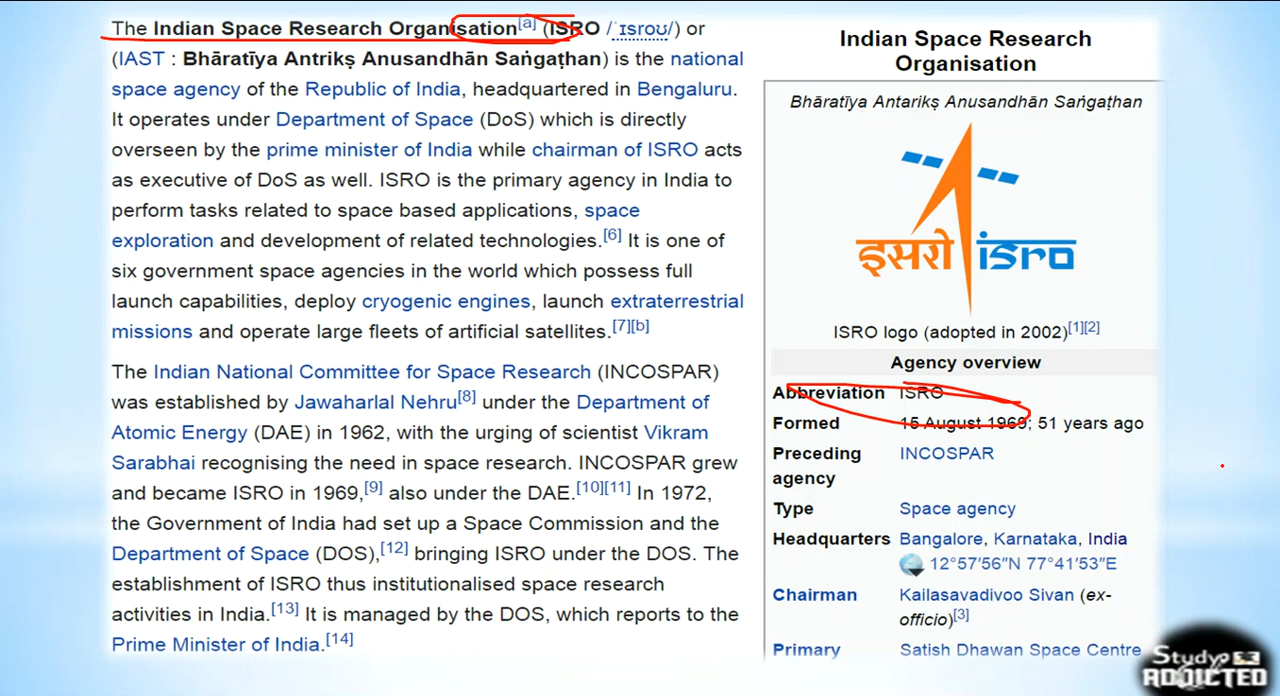 The Indian Space Research Organisation[a] (ISRO /ˈɪsroʊ/) or
(IAST : Bhāratīya Antrikṣ Anusandhān Saṅgaṭhan) is the national
space agency of the Republic of India, headquartered in Bengaluru.
It operates under Department of Space (DoS) which is directly
overseen by the prime minister of India while chairman of ISRO acts
as executive of DoS as well. ISRO is the primary agency in India to
perform tasks related to space based applications, space
exploration and development of related technologies.[6] It is one of
six government space agencies in the world which possess full
launch capabilities, deploy cryogenic engines, launch extraterrestrial
missions and operate large fleets of artificial satellites.[7][b]
The Indian National Committee for Space Research (INCOSPAR)
was established by Jawaharlal Nehru[8] under the Department of
Atomic Energy (DAE) in 1962, with the urging of scientist Vikram
Sarabhai recognising the need in space research. INCOSPAR grew
and became ISRO in 1969,[9] also under the DAE.[10][11] In 1972,
the Government of India had set up a Space Commission and the
Department of Space (DOS),[12] bringing ISRO under the DOS. The
establishment of ISRO thus institutionalised space research
activities in India.[13] It is managed by the DOS, which reports to the
Prime Minister of India.[14]
Indian Space Research
Organisation
Bhāratīya Antarikṣ Anusandhān Saṅgaṭhan
इसरो isro
ISRO logo (adopted in 2002)[1][2]
Agency overview
Abbreviation ISRO
Formed 15 August 1969; 51 years ago
Preceding INCOSPAR
agency
Type Space agency
Headquarters Bangalore, Karnataka, India
12°57′56″N 77°41′53″E
Chairman Kailasavadivoo Sivan (ex-
officio)[3]
Primary Satish Dhawan Space Centre
Study
ADDICTED